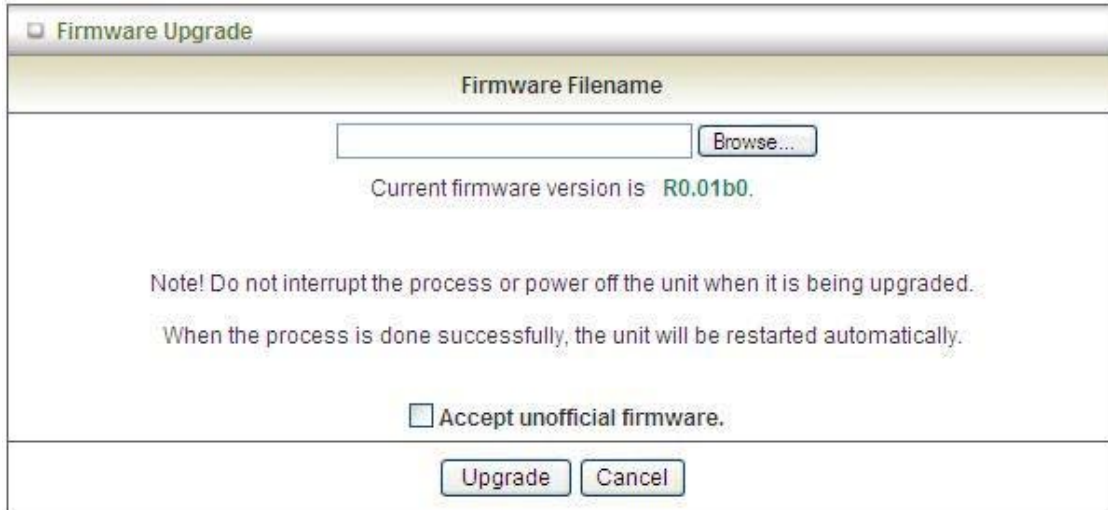 Firmware Upgrade
Firmware Filename
Browse...
Current firmware version is R0.01b0.
Note! Do not interrupt the process or power off the unit when it is being upgraded.
When the process is done successfully, the unit will be restarted automatically.
Accept unofficial firmware.
Upgrade Cancel